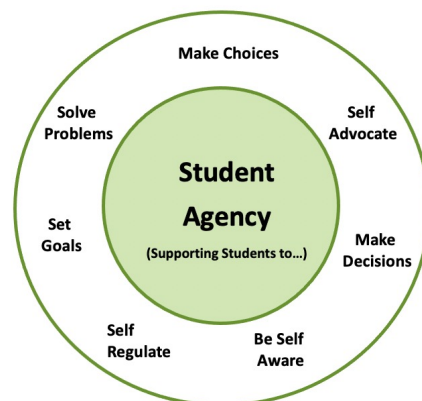 Make Choices
Self
Advocate
Make
Decisions
Be Self
Aware
Self
Regulate
Set
Goals
Solve
Problems
Student
Agency
(Supporting Students to...)